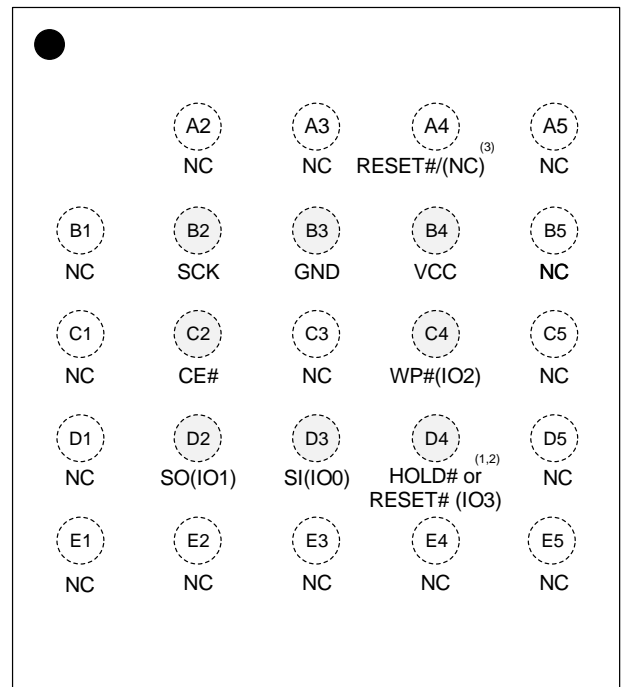 A2 A3 A4 A5
(3)
NC NC RESET#/(NC) NC
B1 B2 B3 B4 B5
NC SCK GND VCC NC
C1 C2 C3 C4 C5
NC CE# NC WP#(IO2) NC
D1 D2 D3 D4 D5
(1,2)
NC SO(IO1) SI(IO0) HOLD# or NC
RESET# (IO3)
E1 E2 E3 E4 E5
NC NC NC NC NC